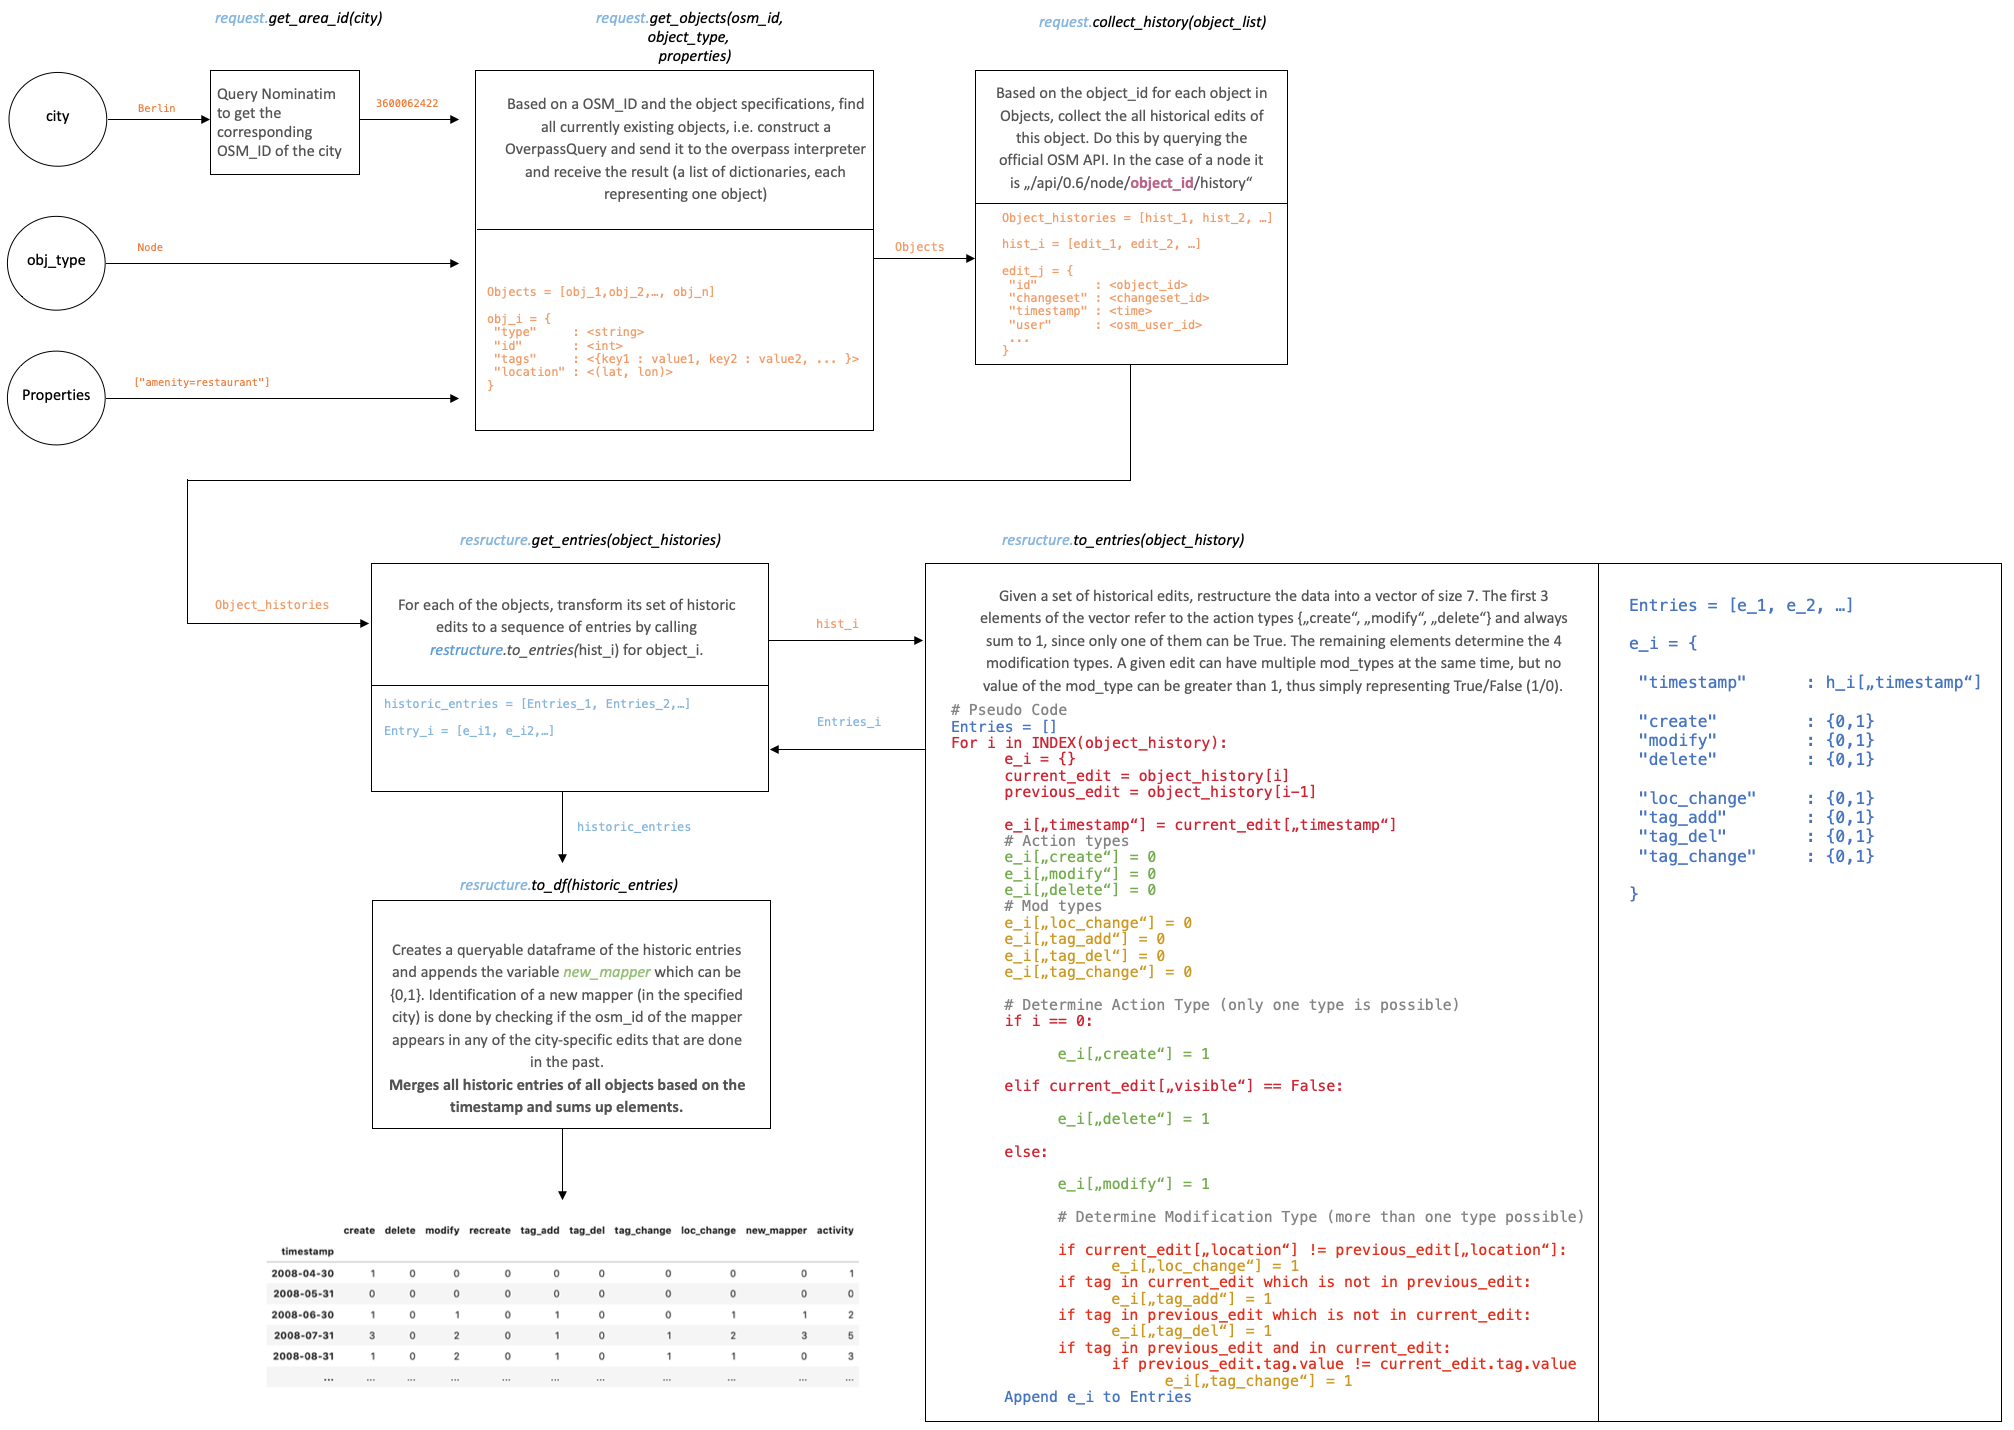 request.get_area_id(city)
request.get_objects(osm_id,
object_type,
properties)
request.collect_history(object_list)
city
Berlin
Query Nominatim
to get the
corresponding
OSM_ID of the city
3600062422
obj_type
Node
Properties
["amenity=restaurant"]
Based on a OSM_ID and the object specifications, find
all currently existing objects, i.e. construct a
OverpassQuery and send it to the overpass interpreter
and receive the result (a list of dictionaries, each
representing one object)
Objects = [obj_1,obj_2,…, obj_n]
obj_i = {
"type" : <string>
"id" : <int>
"tags" : <{key1 : value1, key2 : value2, ... }>
"location" : <(lat, lon)>
}
Objects
Based on the object_id for each object in
Objects, collect the all historical edits of
this object. Do this by querying the
official OSM API. In the case of a node it
is „/api/0.6/node/object_id/history“
Object_histories = [hist_1, hist_2, …]
hist_i = [edit_1, edit_2, …]
edit_j = {
"id" : <object_id>
"changeset" : <changeset_id>
"timestamp" : <time>
"user" : <osm_user_id>
...
}
resructure.get_entries(object_histories)
Object_histories
For each of the objects, transform its set of historic
edits to a sequence of entries by calling
restructure.to_entries(hist_i) for object_i.
historic_entries = [Entries_1, Entries_2,…]
Entry_i = [e_i1, e_i2,…]
hist_i
Entries_i
historic_entries
resructure.to_df(historic_entries)
Creates a queryable dataframe of the historic entries
and appends the variable new_mapper which can be
{0,1}. Identification of a new mapper (in the specified
city) is done by checking if the osm_id of the mapper
appears in any of the city-specific edits that are done
in the past.
Merges all historic entries of all objects based on the
timestamp and sums up elements.
create delete modify recreate tag_add tag_del tag_change loc_change new_mapper activity
timestamp
2008-04-30 1 0 0 0 0 0 0 0 0 1
2008-05-31 0 0 0 0 0 0 0 0 0 0
2008-06-30 1 0 1 0 1 0 0 1 1 2
2008-07-31 3 0 2 0 1 0 1 2 3 5
2008-08-31 1 0 2 0 1 0 1 1 0 3
... ... ... ... ... ... ... ... ... ... ...
resructure.to_entries(object_history)
Given a set of historical edits, restructure the data into a vector of size 7. The first 3
elements of the vector refer to the action types {„create“, „modify“, „delete“} and always
sum to 1, since only one of them can be True. The remaining elements determine the 4
modification types. A given edit can have multiple mod_types at the same time, but no
value of the mod_type can be greater than 1, thus simply representing True/False (1/0).
# Pseudo Code
Entries = []
For i in INDEX(object_history):
e_i = {}
current_edit = object_history[i]
previous_edit = object_history[i-1]
e_i[„timestamp“] = current_edit[„timestamp“]
# Action types
e_i[„create“] = 0
e_i[„modify“] = 0
e_i[„delete“] = 0
# Mod types
e_i[„loc_change“] = 0
e_i[„tag_add“] = 0
e_i[„tag_del“] = 0
e_i[„tag_change“] = 0
# Determine Action Type (only one type is possible)
if i == 0:
e_i[„create“] = 1
elif current_edit[„visible“] == False:
e_i[„delete“] = 1
else:
e_i[„modify“] = 1
# Determine Modification Type (more than one type possible)
if current_edit[„location“] != previous_edit[„location“]:
e_i[„loc_change“] = 1
if tag in current_edit which is not in previous_edit:
e_i[„tag_add“] = 1
if tag in previous_edit which is not in current_edit:
e_i[„tag_del“] = 1
if tag in previous_edit and in current_edit:
if previous_edit.tag.value != current_edit.tag.value
e_i[„tag_change“] = 1
Append e_i to Entries
Entries = [e_1, e_2, …]
e_i = {
"timestamp" : h_i[„timestamp“]
"create" : {0,1}
"modify" : {0,1}
"delete" : {0,1}
"loc_change" : {0,1}
"tag_add" : {0,1}
"tag_del" : {0,1}
"tag_change" : {0,1}
}